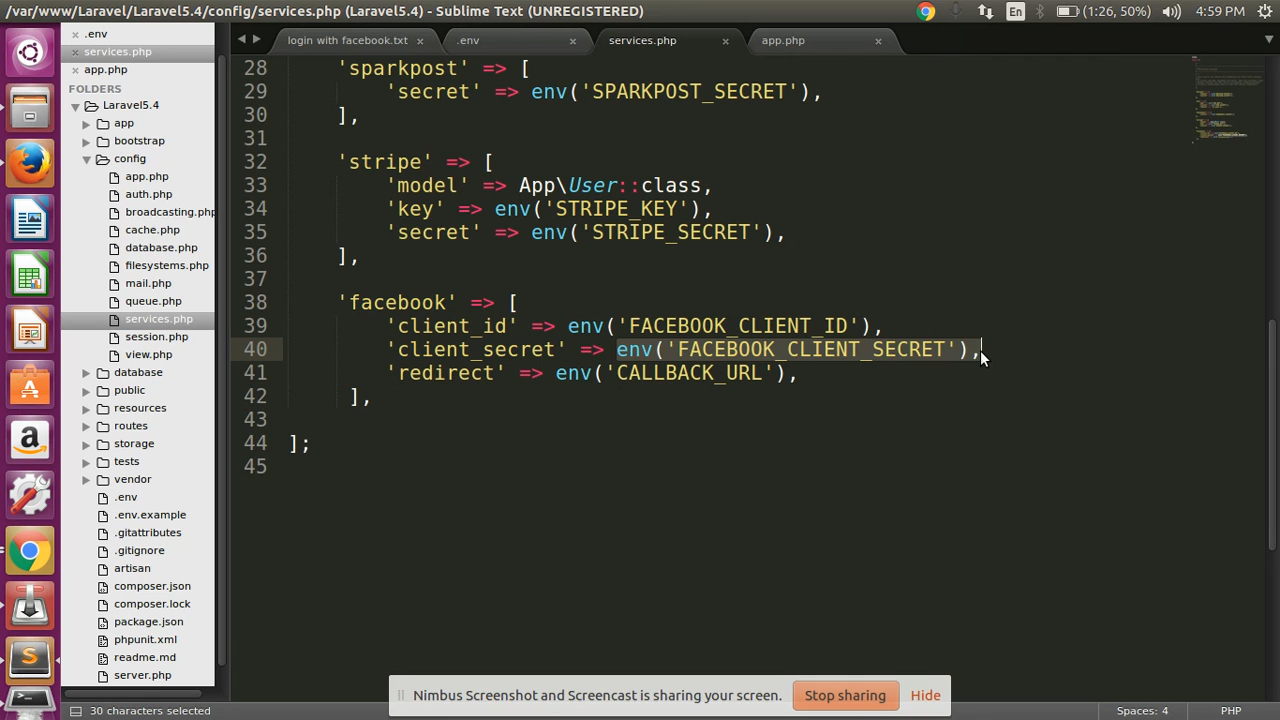 /var/www/Laravel/Laravel5.4/config/services.php (Laravel5.4) - Sublime Text (UNREGISTERED)
En
(1:26, 50%)
4:59 PM
.env
services.php
app.php
FOLDERS
Laravel5.4
app
bootstrap
config
app.php
auth.php
broadcasting.php
cache.php
database.php
filesystems.php
mail.php
queue.php
services.php
session.php
view.php
database
public
resources
routes
storage
tests
vendor
.env
.env.example
.gitattributes
.gitignore
artisan
composer.json
composer.lock
package.json
phpunit.xml
readme.md
server.php
login with facebook.txt
.env
services.php
app.php
28 'sparkpost' => [
29 'secret' => env('SPARKPOST_SECRET'),
30 ],
31
32 'stripe' => [
33 'model' => App\User::class,
34 'key' => env('STRIPE_KEY'),
35 'secret' => env('STRIPE_SECRET'),
36 ],
37
38 'facebook' => [
39 'client_id' => env('FACEBOOK_CLIENT_ID'),
40 'client_secret' => env('FACEBOOK_CLIENT_SECRET'),
41 'redirect' => env('CALLBACK_URL'),
42 ],
43
44 ];
45
Nimbus Screenshot and Screencast is sharing your screen.
Stop sharing
Hide
30 characters selected
Spaces: 4
PHP